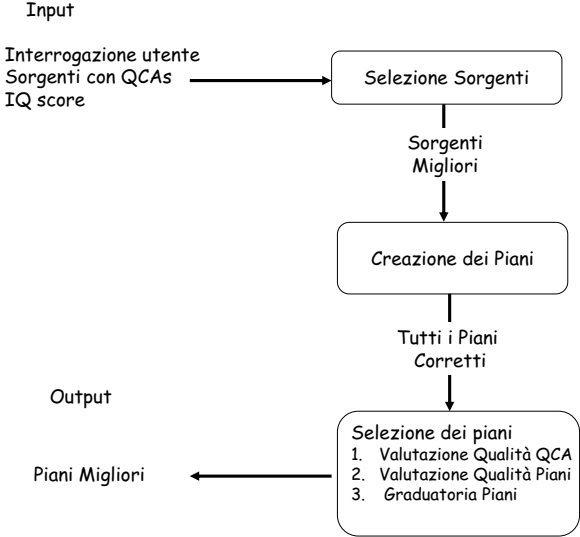 Input
Interrogazione utente
Sorgenti con QCAs
IQ score
Selezione Sorgenti
Sorgenti
Migliori
Creazione dei Piani
Tutti i Piani
Corretti
Output
Selezione dei piani
1. Valutazione Qualità QCA
2. Valutazione Qualità Piani
3. Graduatoria Piani
Piani Migliori